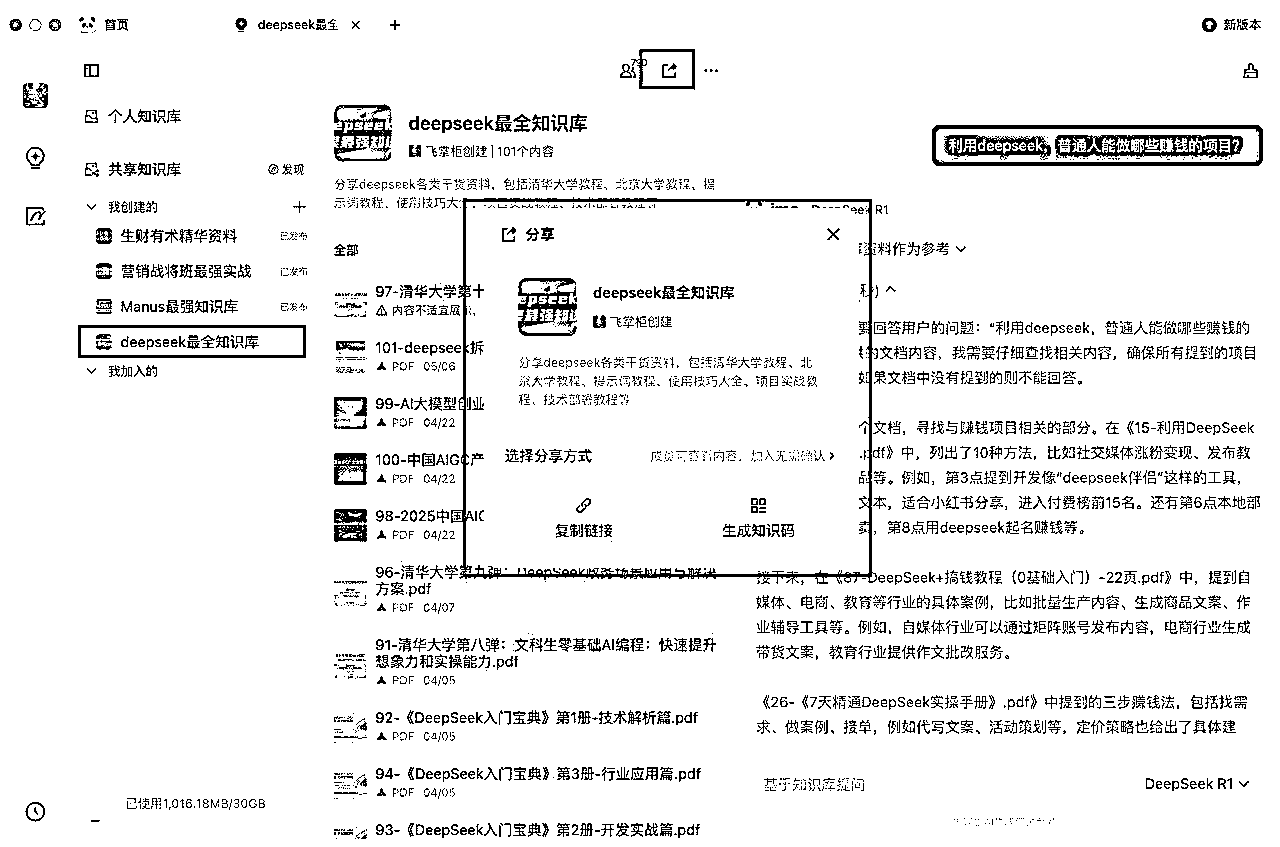 首页
deepseek最全
新版本
个人知识库
共享知识库
发现
我创建的
生财有术精华资料
已发布
营销战将班最强实战
已发布
Manus最强知识库
已发布
deepseek最全知识库
我加入的
已使用1,016.18MB/30GB
deepseek最全知识库
飞掌柜创建 | 101个内容
分享deepseek各类干货资料，包括清华大学教程、北京大学教程、提
示词教程、使用技巧大全、项目实战教程、技术部署教程等
全部
97-清华大学第十
内容不适宜展示,
101-deepseek拆
PDF 05/06
99-AI大模型创业
PDF 04/22
100-中国AIGC产
PDF 04/22
98-2025中国AIG
PDF 04/22
96-清华大学第九弹：DeepSeek政务场景应用与解决
方案.pdf
PDF 04/07
91-清华大学第八弹：文科生零基础AI编程：快速提升
想象力和实操能力.pdf
PDF 04/05
92-《DeepSeek入门宝典》第1册-技术解析篇.pdf
PDF 04/05
94-《DeepSeek入门宝典》第3册-行业应用篇.pdf
PDF 04/05
93-《DeepSeek入门宝典》第2册-开发实战篇.pdf
分享
deepseek最全知识库
飞掌柜创建
分享deepseek各类干货资料，包括清华大学教程、北
京大学教程、提示词教程、使用技巧大全、项目实战教
程、技术部署教程等
选择分享方式
成员可查看内容，加入无需确认
复制链接
生成知识码
利用deepseek，普通人能做哪些赚钱的项目？
ima DeepSeek R1
资料作为参考
秒)
要回答用户的问题：“利用deepseek，普通人能做哪些赚钱的
的文档内容，我需要仔细查找相关内容，确保所有提到的项目
如果文档中没有提到的则不能回答。
个文档，寻找与赚钱项目相关的部分。在《15-利用DeepSeek
.pdf》中，列出了10种方法，比如社交媒体涨粉变现、发布教
品等。例如，第3点提到开发像“deepseek伴侣”这样的工具，
文本，适合小红书分享，进入付费榜前15名。还有第6点本地部
卖，第8点用deepseek起名赚钱等。
接下来，在《87-DeepSeek+搞钱教程（0基础入门）-22页.pdf》中，提到自
媒体、电商、教育等行业的具体案例，比如批量生产内容、生成商品文案、作
业辅导工具等。例如，自媒体行业可以通过矩阵账号发布内容，电商行业生成
带货文案，教育行业提供作文批改服务。
《26-《7天精通DeepSeek实操手册》.pdf》中提到的三步赚钱法，包括找需
求、做案例、接单，例如代写文案、活动策划等，定价策略也给出了具体建
基于知识库提问
DeepSeek R1